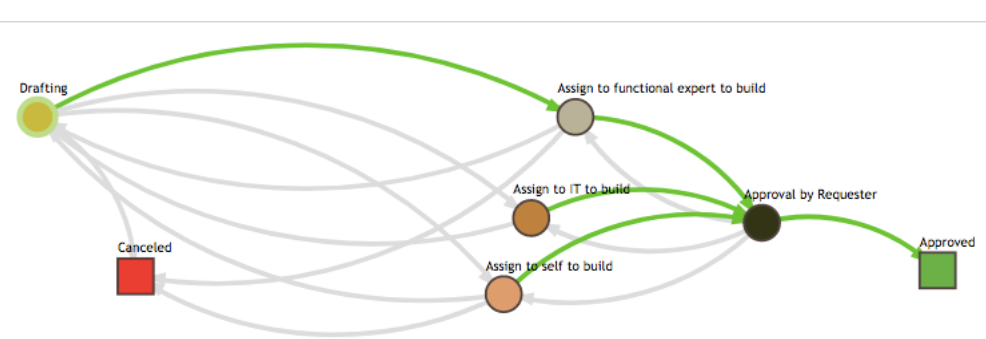 Drafting
Assign to functional expert to build
Assign to IT to build
Approval by Requester
Canceled
Approved
Assign to self to build